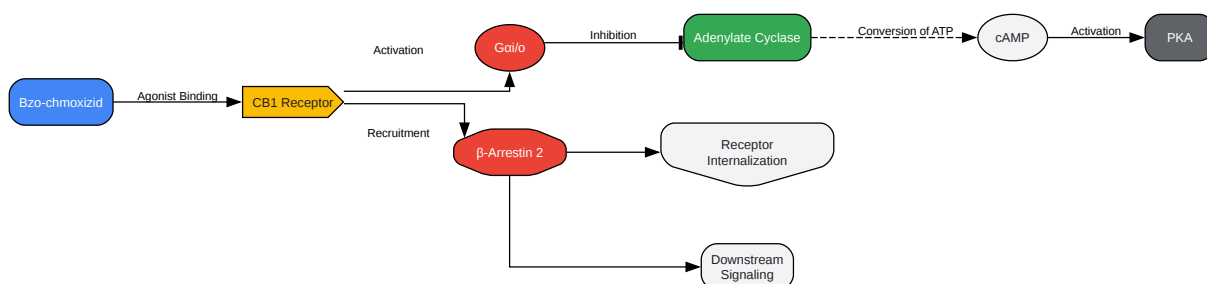 Bzo-chmoxizid
Agonist Binding
CB1 Receptor
Activation
Recruitment
Gαi/o
Inhibition
Adenylate Cyclase
Conversion of ATP
cAMP
Activation
PKA
β-Arrestin 2
Receptor
Internalization
Downstream
Signaling